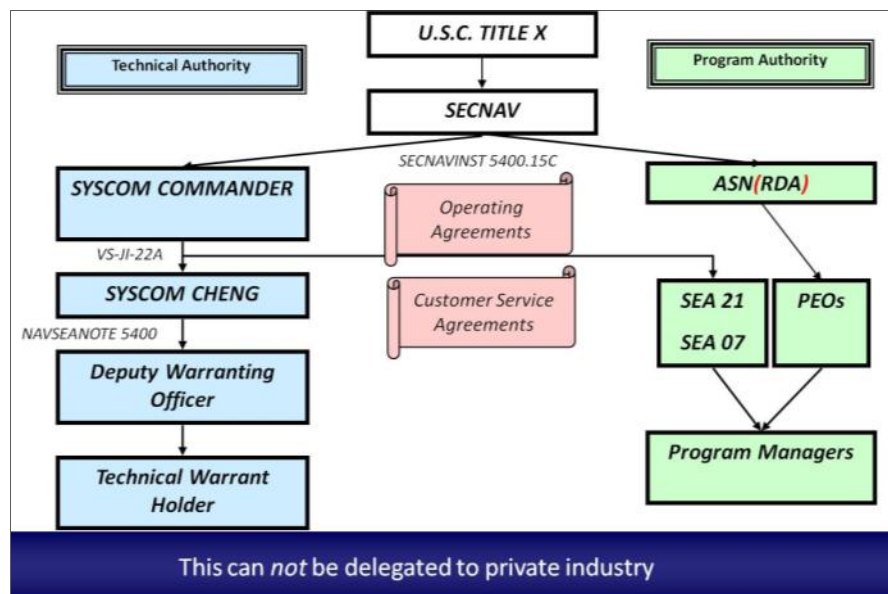 U.S.C. TITLE X
Technical Authority
Program Authority
SECNAV
SECNAVINST 5400.15C
SYSCOM COMMANDER
ASN(RDA)
Operating
Agreements
VS-JI-22A
SYSCOM CHENG
Customer Service
Agreements
SEA 21
SEA 07
PEOs
NAVSEANOTE 5400
Deputy Warranting
Officer
Program Managers
Technical Warrant
Holder
This can not be delegated to private industry